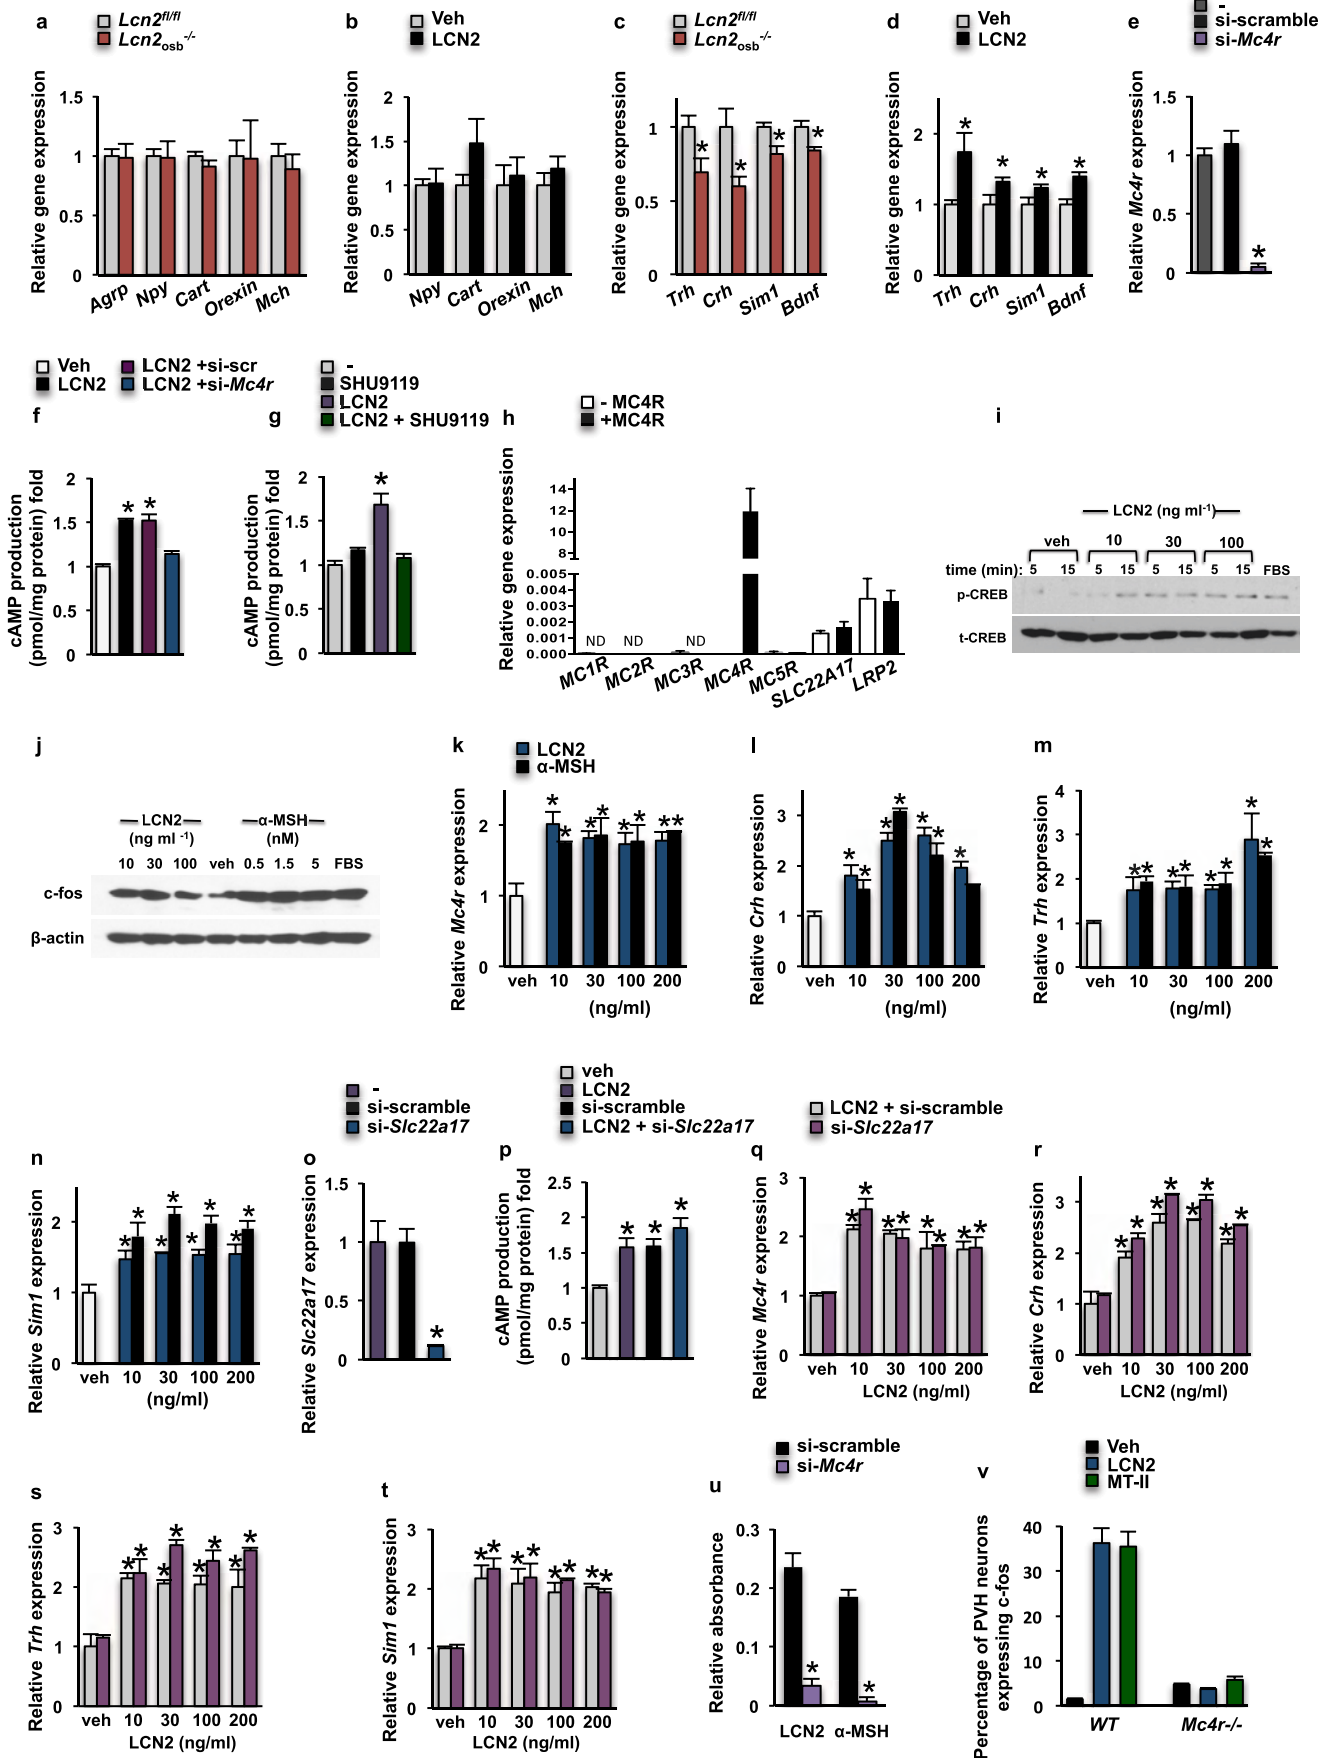 a
Lcn2fl/fl
Lcn2osb-/-
Relative gene expression
1.5
1
0.5
0
Agrp Npy Cart Orexin Mch
b
Veh
LCN2
Relative gene expression
2
1.5
1
0.5
0
Npy Cart Orexin Mch
c
Lcn2fl/fl
Lcn2osb-/-
Relative gene expression
1
0.5
0
* * * *
Trh Crh Sim1 Bdnf
d
Veh
LCN2
Relative gene expression
2
1
0
* * * *
Trh Crh Sim1 Bdnf
e
-
si-scramble
si-Mc4r
Relative Mc4r expression
1.5
1
0.5
0
*
f
Veh
LCN2
LCN2 +si-scr
LCN2 +si-Mc4r
cAMP production
(pmol/mg protein) fold
2
1.5
1
0.5
0
* *
g
-
SHU9119
LCN2
LCN2 + SHU9119
cAMP production
(pmol/mg protein) fold
2
1.5
1
0.5
0
*
h
- MC4R
+MC4R
Relative gene expression
14
12
10
8
6
4
2
0.005
0.004
0.003
0.002
0.001
0.000
ND ND ND
MC1R MC2R MC3R MC4R MC5R SLC22A17 LRP2
i
LCN2 (ng ml-1)
veh 10 30 100
time (min): 5 15 5 15 5 15 5 15 FBS
p-CREB
t-CREB
j
LCN2 α-MSH
(ng ml -1) (nM)
10 30 100 veh 0.5 1.5 5 FBS
c-fos
β-actin
k
LCN2
α-MSH
Relative Mc4r expression
2
1
0
* * * * * * * *
veh 10 30 100 200
(ng/ml)
l
Relative Crh expression
3
2
1
0
* * * * * * *
veh 10 30 100 200
(ng/ml)
m
Relative Trh expression
4
3
2
1
0
* * * * * * * *
veh 10 30 100 200
(ng/ml)
n
Relative Sim1 expression
2
1
0
* * * * * * * *
veh 10 30 100 200
(ng/ml)
o
-
si-scramble
si-Slc22a17
Relative Slc22a17 expression
1.5
1
0.5
0
*
p
veh
LCN2
si-scramble
LCN2 + si-Slc22a17
cAMP production
(pmol/mg protein) fold
2.5
2
1.5
1
0.5
0
* * *
q
LCN2 + si-scramble
si-Slc22a17
Relative Mc4r expression
3
2
1
0
* * * * * * * *
veh 10 30 100 200
LCN2 (ng/ml)
r
Relative Crh expression
3
2
1
0
* * * * * * * *
veh 10 30 100 200
LCN2 (ng/ml)
s
Relative Trh expression
3
2
1
0
* * * * * * * *
veh 10 30 100 200
LCN2 (ng/ml)
t
Relative Sim1 expression
3
2
1
0
* * * * * * * *
veh 10 30 100 200
LCN2 (ng/ml)
u
si-scramble
si-Mc4r
Relative absorbance
0.3
0.2
0.1
0
* *
LCN2 α-MSH
v
Veh
LCN2
MT-II
Percentage of PVH neurons
expressing c-fos
40
30
20
10
0
WT Mc4r-/-